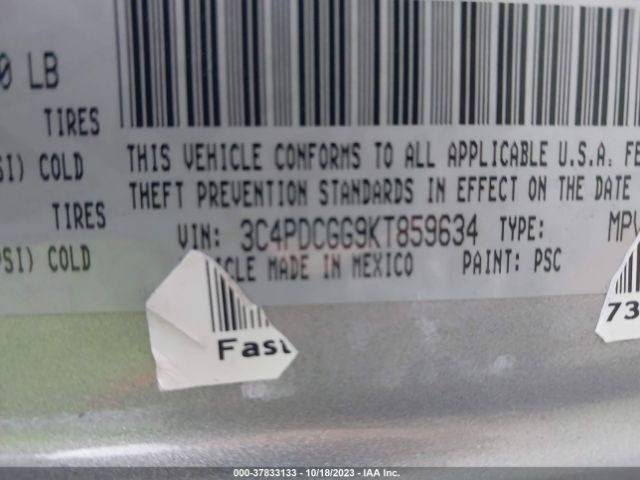 0 LB
TIRES
SI) COLD
TIRES
PSI) COLD
THIS VEHICLE CONFORMS TO ALL APPLICABLE U.S.A. FE
THEFT PREVENTION STANDARDS IN EFFECT ON THE DATE
VIN: 3C4PDCGG9KT859634 TYPE: MPV
ICLE MADE IN MEXICO PAINT: PSC
Fast
73
000-37833133 - 10/18/2023 - IAA Inc.